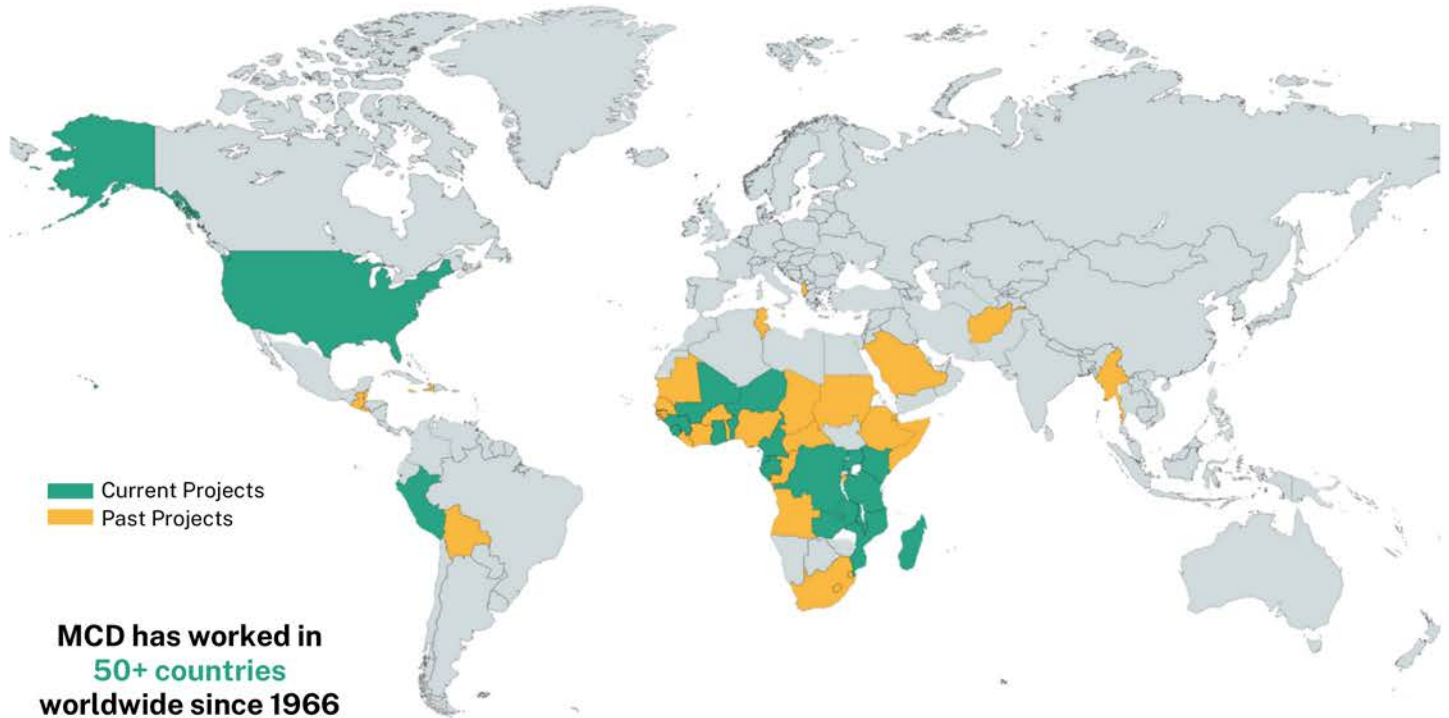 Current Projects
Past Projects
MCD has worked in
50+ countries
worldwide since 1966